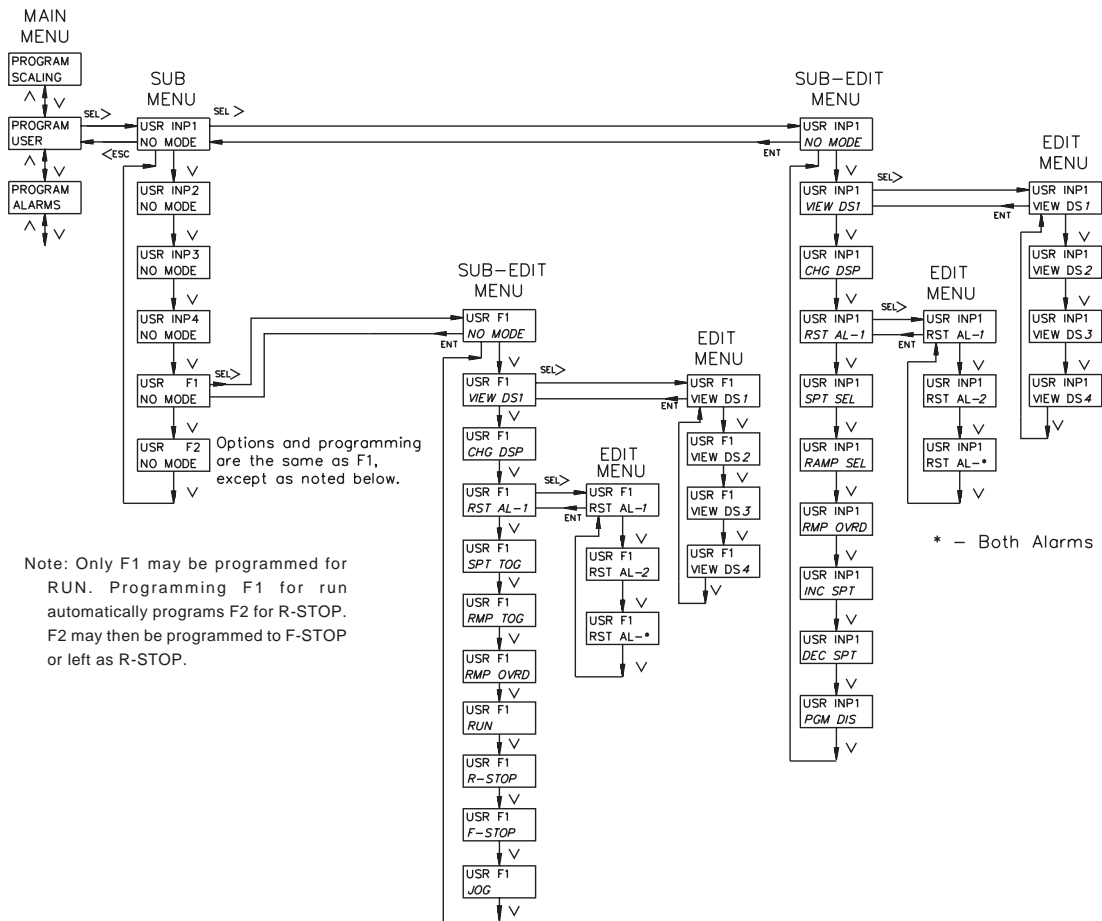 MAIN
MENU
PROGRAM
SCALING
∧ ∨
PROGRAM
USER
∧ ∨
PROGRAM
ALARMS
∧ ∨
SEL>
<ESC
SUB
MENU
USR INP1
NO MODE
∨
USR INP2
NO MODE
∨
USR INP3
NO MODE
∨
USR INP4
NO MODE
∨
USR F1
NO MODE
∨
USR F2
NO MODE
∨
Options and programming
are the same as F1,
except as noted below.
Note: Only F1 may be programmed for
RUN. Programming F1 for run
automatically programs F2 for R-STOP.
F2 may then be programmed to F-STOP
or left as R-STOP.
SEL>
ENT
SUB-EDIT
MENU
USR F1
NO MODE
∨
USR F1
VIEW DS1
∨
USR F1
CHG DSP
∨
USR F1
RST AL-1
∨
USR F1
SPT TOG
∨
USR F1
RMP TOG
∨
USR F1
RMP OVRD
∨
USR F1
RUN
∨
USR F1
R-STOP
∨
USR F1
F-STOP
∨
USR F1
JOG
∨
SEL>
ENT
EDIT
MENU
USR F1
RST AL-1
∨
USR F1
RST AL-2
∨
USR F1
RST AL-*
∨
SEL>
ENT
EDIT
MENU
USR F1
VIEW DS1
∨
USR F1
VIEW DS2
∨
USR F1
VIEW DS3
∨
USR F1
VIEW DS4
∨
SEL >
ENT
SUB-EDIT
MENU
USR INP1
NO MODE
∨
USR INP1
VIEW DS1
∨
USR INP1
CHG DSP
∨
USR INP1
RST AL-1
∨
USR INP1
SPT SEL
∨
USR INP1
RAMP SEL
∨
USR INP1
RMP OVRD
∨
USR INP1
INC SPT
∨
USR INP1
DEC SPT
∨
USR INP1
PGM DIS
∨
SEL>
ENT
EDIT
MENU
USR INP1
RST AL-1
∨
USR INP1
RST AL-2
∨
USR INP1
RST AL-*
∨
SEL>
ENT
EDIT
MENU
USR INP1
VIEW DS1
∨
USR INP1
VIEW DS2
∨
USR INP1
VIEW DS3
∨
USR INP1
VIEW DS4
∨
* - Both Alarms